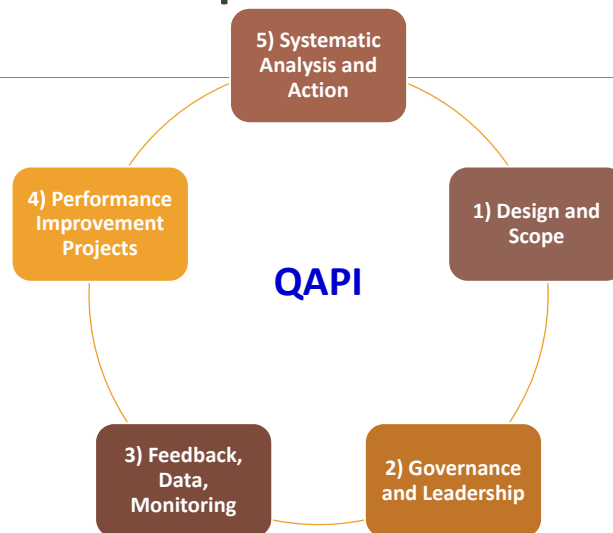 5) Systematic
Analysis and
Action
4) Performance
Improvement
Projects
1) Design and
Scope
QAPI
3) Feedback,
Data,
Monitoring
2) Governance
and Leadership